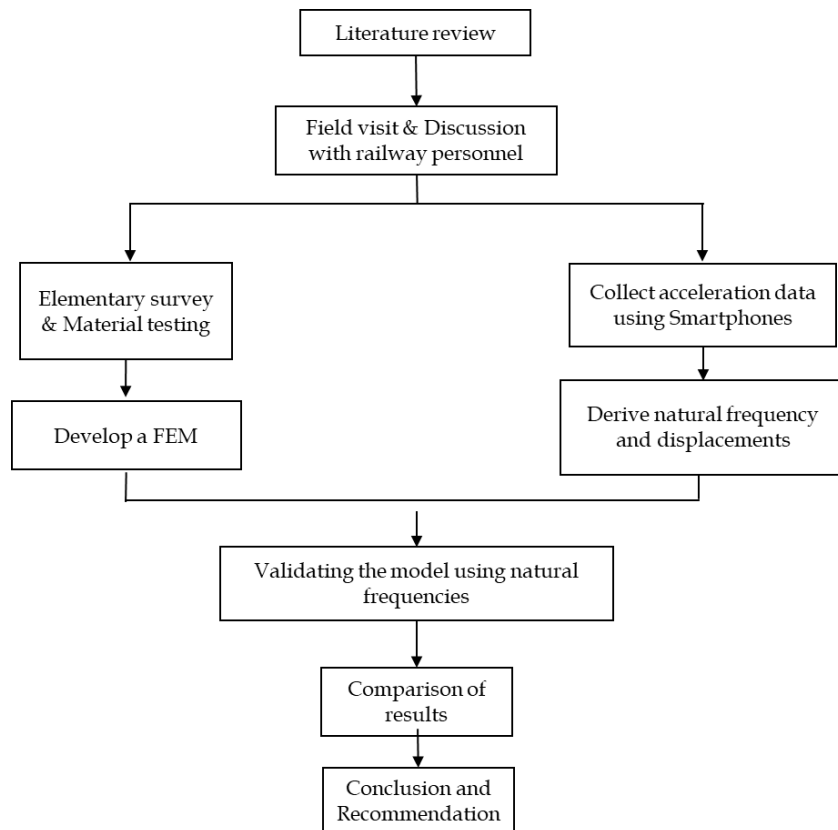 Literature review
Field visit & Discussion
with railway personnel
Elementary survey
& Material testing
Collect acceleration data
using Smartphones
Develop a FEM
Derive natural frequency
and displacements
Validating the model using natural
frequencies
Comparison of
results
Conclusion and
Recommendation